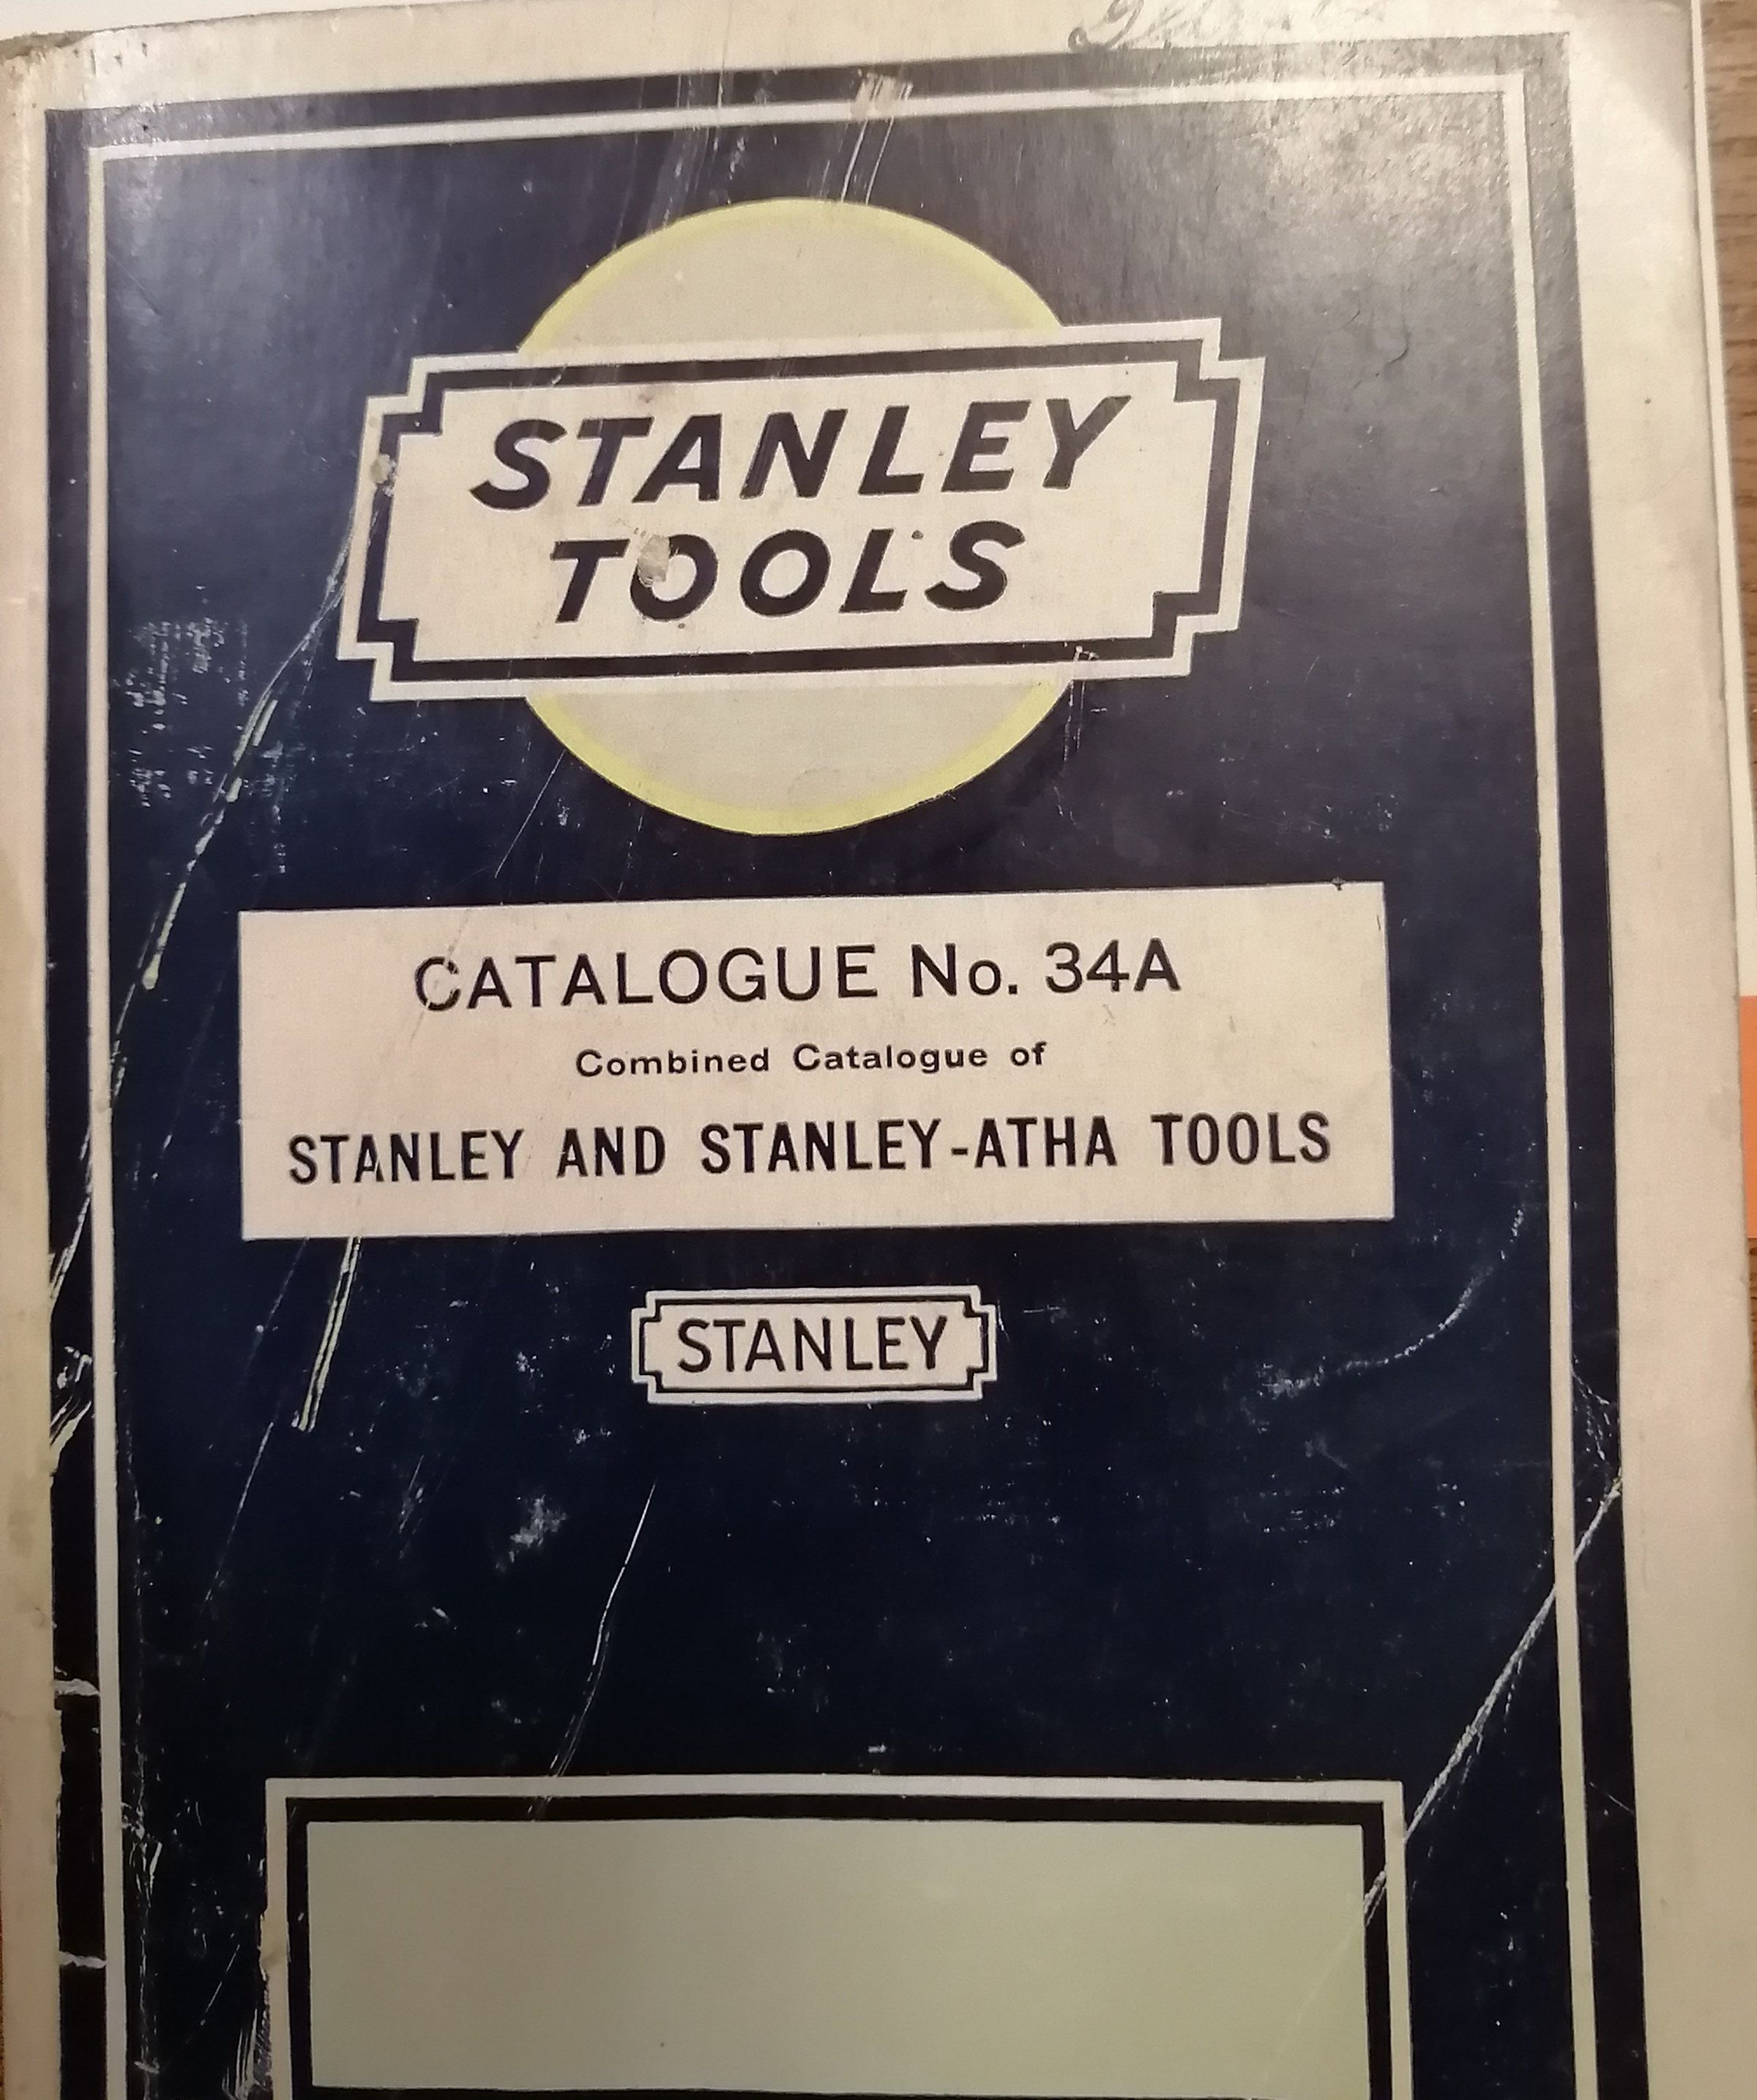 STANLEY
TOOLS
CATALOGUE No. 34A
Combined Catalogue of
STANLEY AND STANLEY-ATHA TOOLS
STANLEY